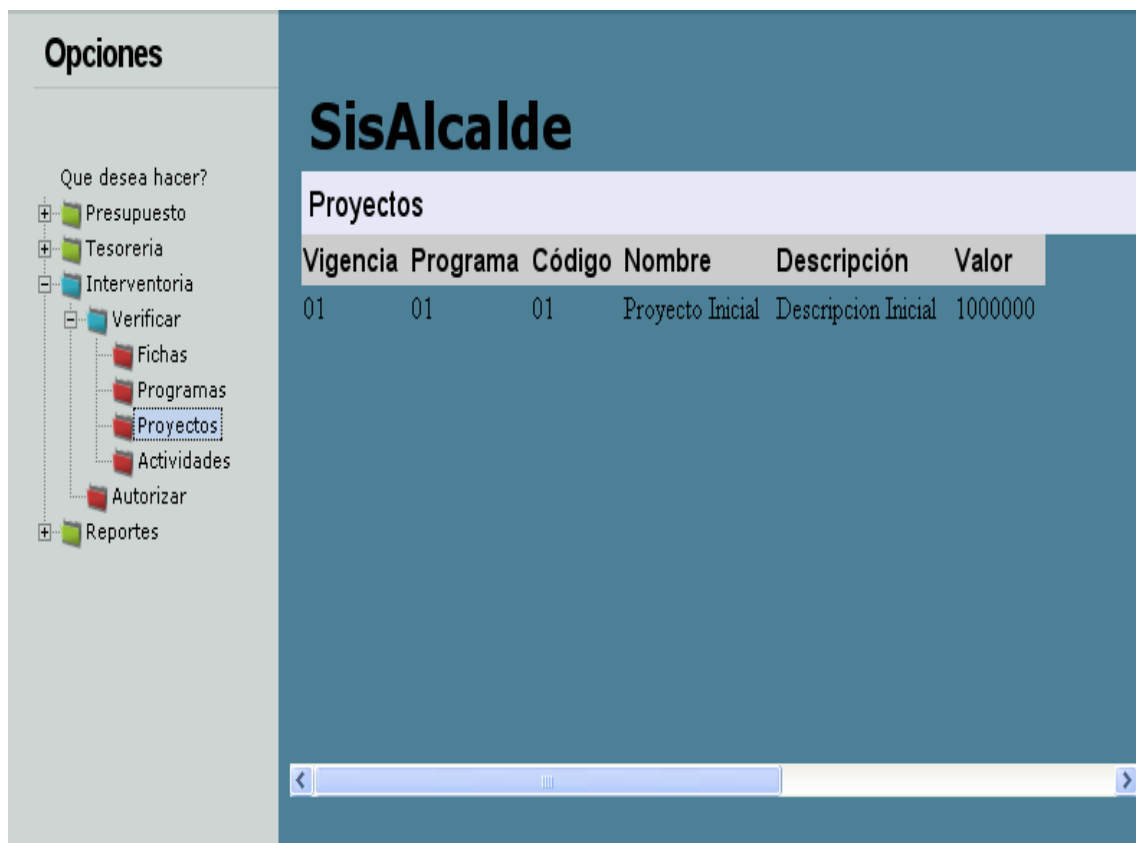 Opciones
Que desea hacer?
Presupuesto
Tesoreria
Interventoria
Verificar
Fichas
Programas
Proyectos
Actividades
Autorizar
Reportes
SisAlcalde
Proyectos
Vigencia Programa Código Nombre Descripción Valor
01 01 01 Proyecto Inicial Descripcion Inicial 1000000